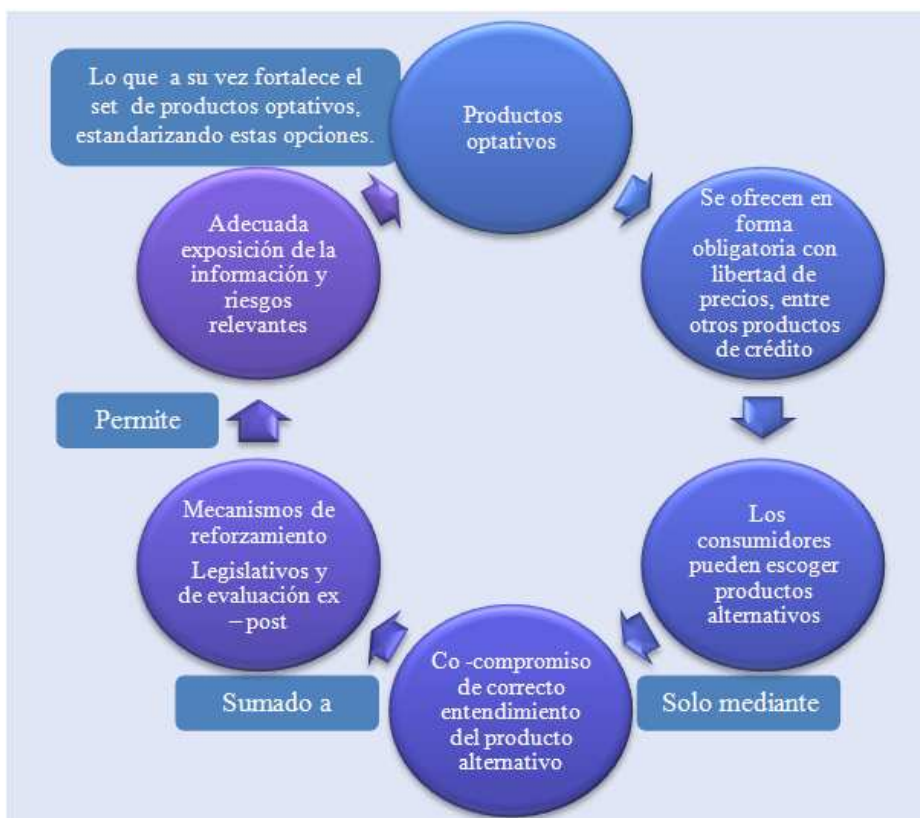 Lo que a su vez fortalece el
set de productos optativos,
estandarizando estas opciones.
Productos
optativos
Se ofrecen en
forma
obligatoria con
libertad de
precios, entre
otros productos
de crédito
Los
consumidores
pueden escoger
productos
alternativos
Solo mediante
Co -compromiso
de correcto
entendimiento
del producto
alternativo
Sumado a
Mecanismos de
reforzamiento
Legislativos y
de evaluación ex
–post
Permite
Adecuada
exposición de la
información y
riesgos
relevantes